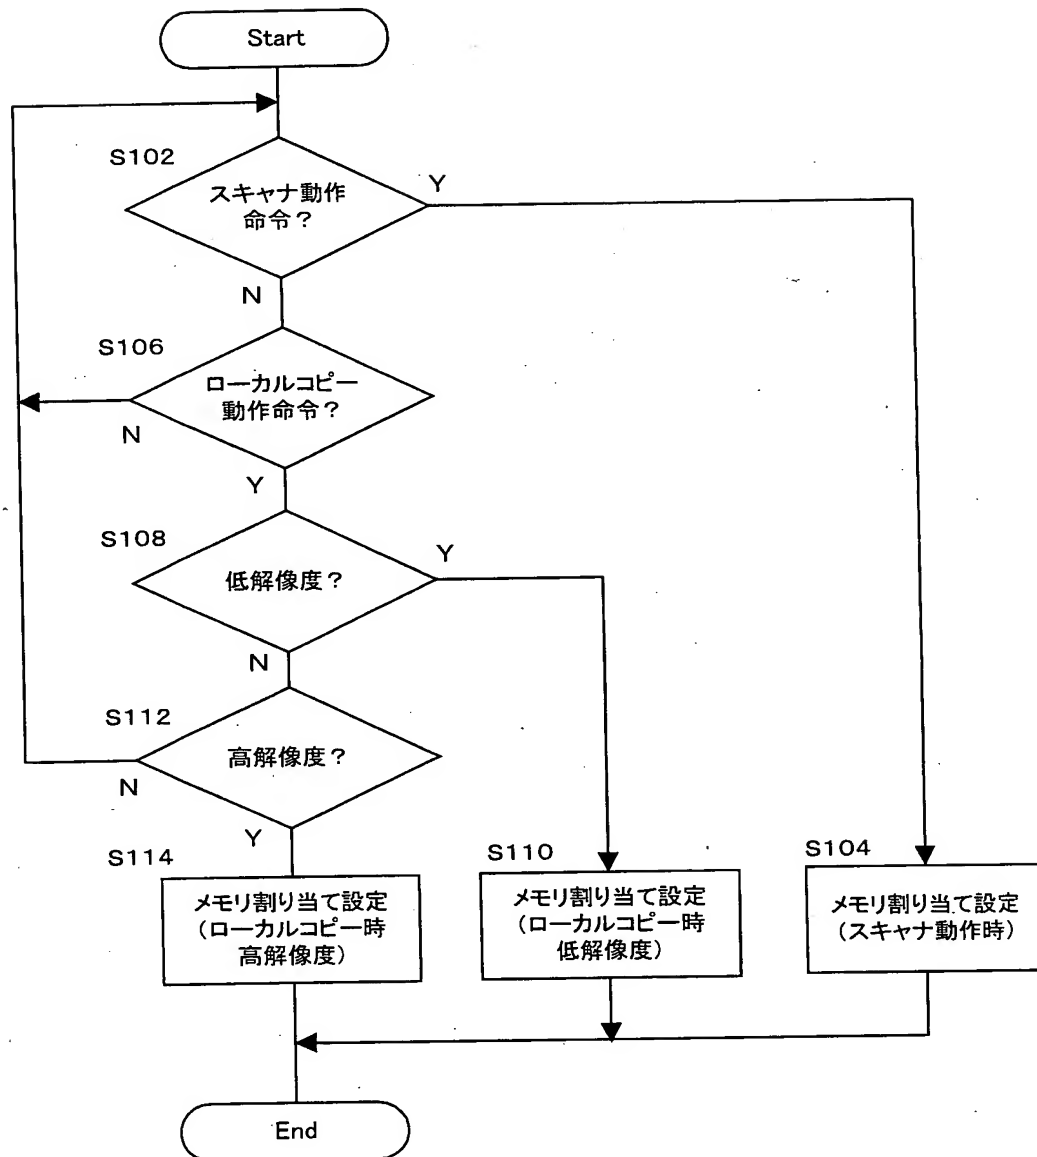 Start
S102
スキャナ動作
命令？
Y
N
S106
ローカルコピー
動作命令？
N
Y
S108
低解像度？
Y
N
S112
高解像度？
N
Y
S114
メモリ割り当て設定
（ローカルコピー時
高解像度）
S110
メモリ割り当て設定
（ローカルコピー時
低解像度）
S104
メモリ割り当て設定
（スキャナ動作時）
End